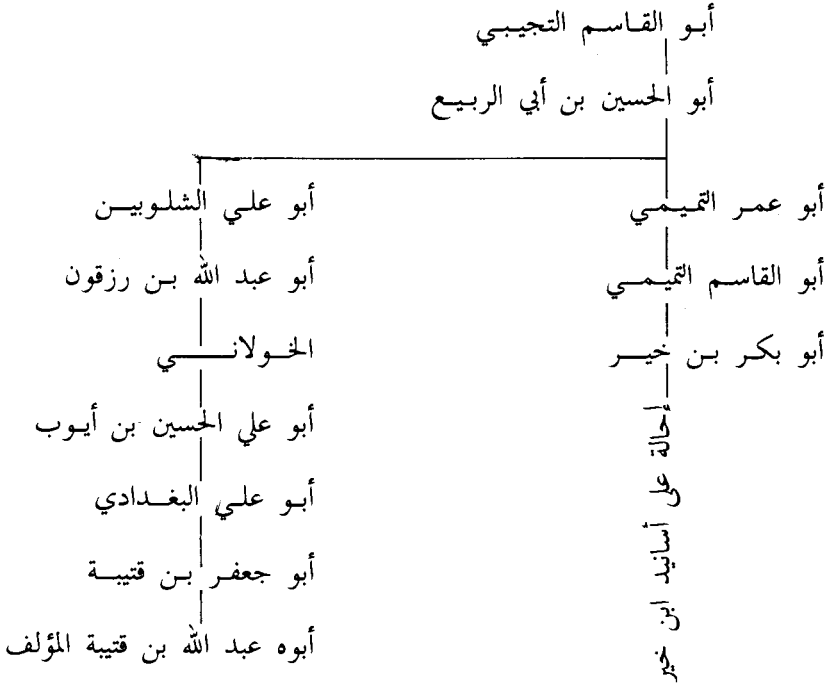 أبو القاسم التجيبي
أبو الحسين بن أبي الربيع
أبو عمر التميمي
أبو القاسم التميمي
أبو بكر بن خير
إحالة على أسانيد ابن خير
أبو علي الشلوبين
أبو عبد الله بن رزقون
الخولاني
أبو علي الحسين بن أيوب
أبو علي البغدادي
أبو جعفر بن قتيبة
أبوه عبد الله بن قتيبة المؤلف